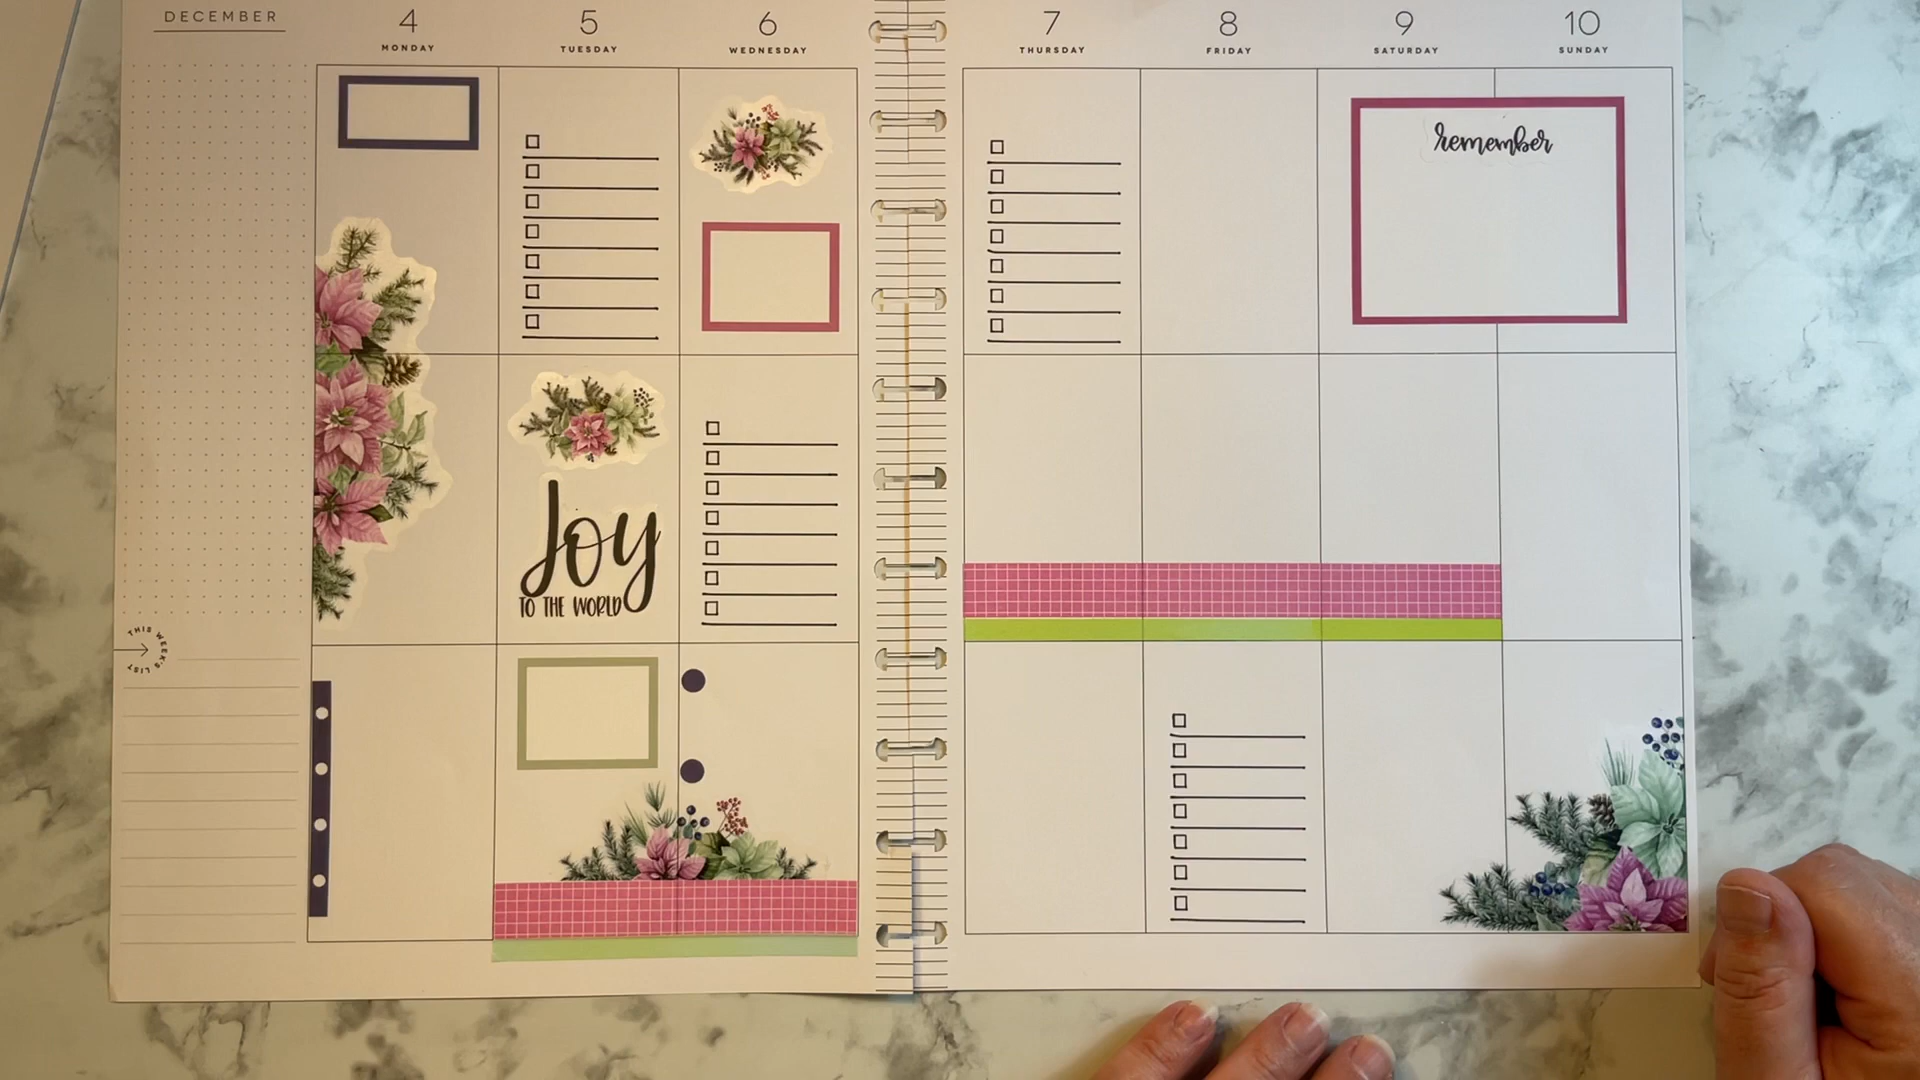 DECEMBER
4
MONDAY
5
TUESDAY
6
WEDNESDAY
7
THURSDAY
8
FRIDAY
9
SATURDAY
10
SUNDAY
remember
Joy
TO THE WORLD
THIS WEEK'S LIST